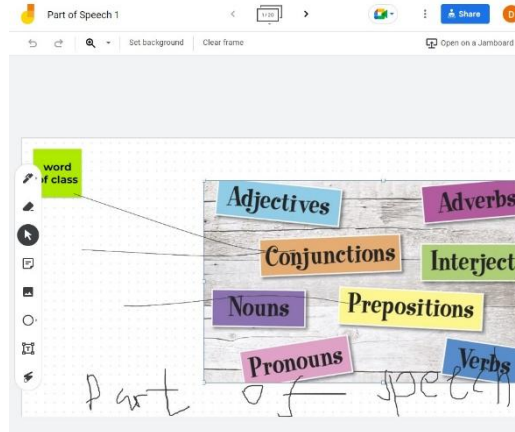 Part of Speech 1
1/20
Share
D
Set background
Clear frame
Open on a Jamboard
word
of class
Adjectives
Adverbs
Conjunctions
Interject
Nouns
Prepositions
Pronouns
Verbs
Part of speech